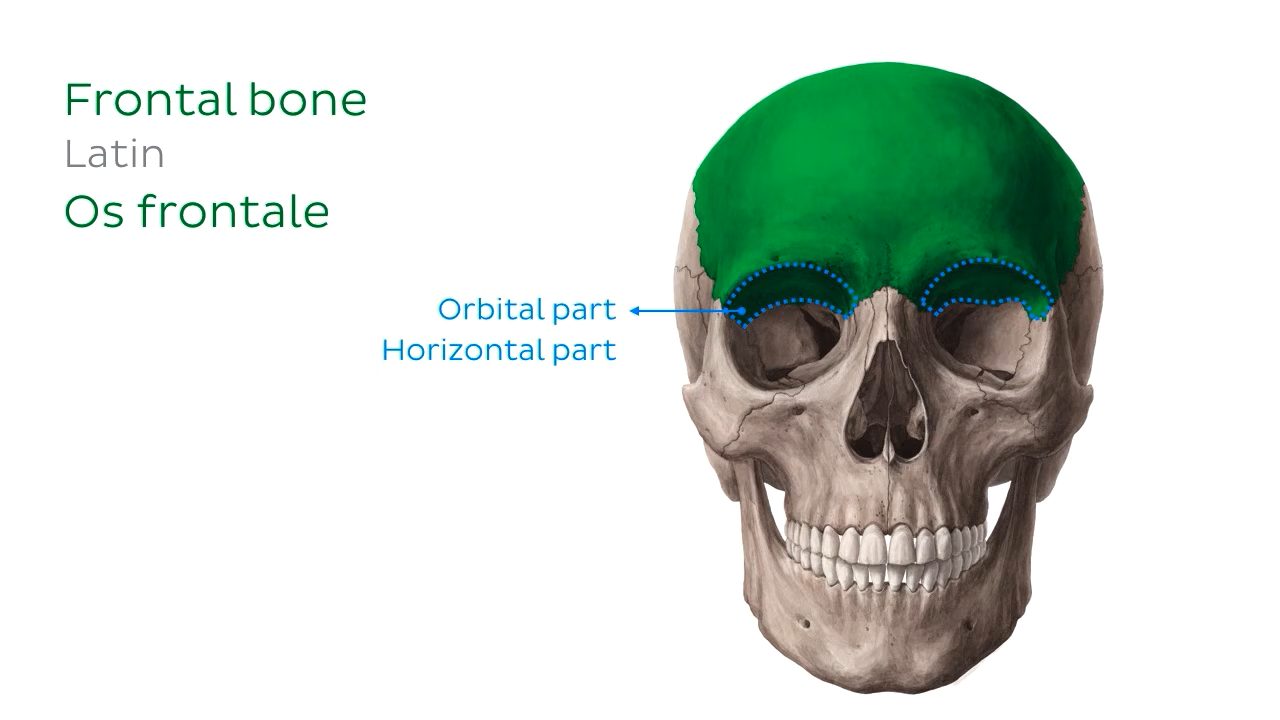 Frontal bone
Latin
Os frontale
Orbital part
Horizontal part